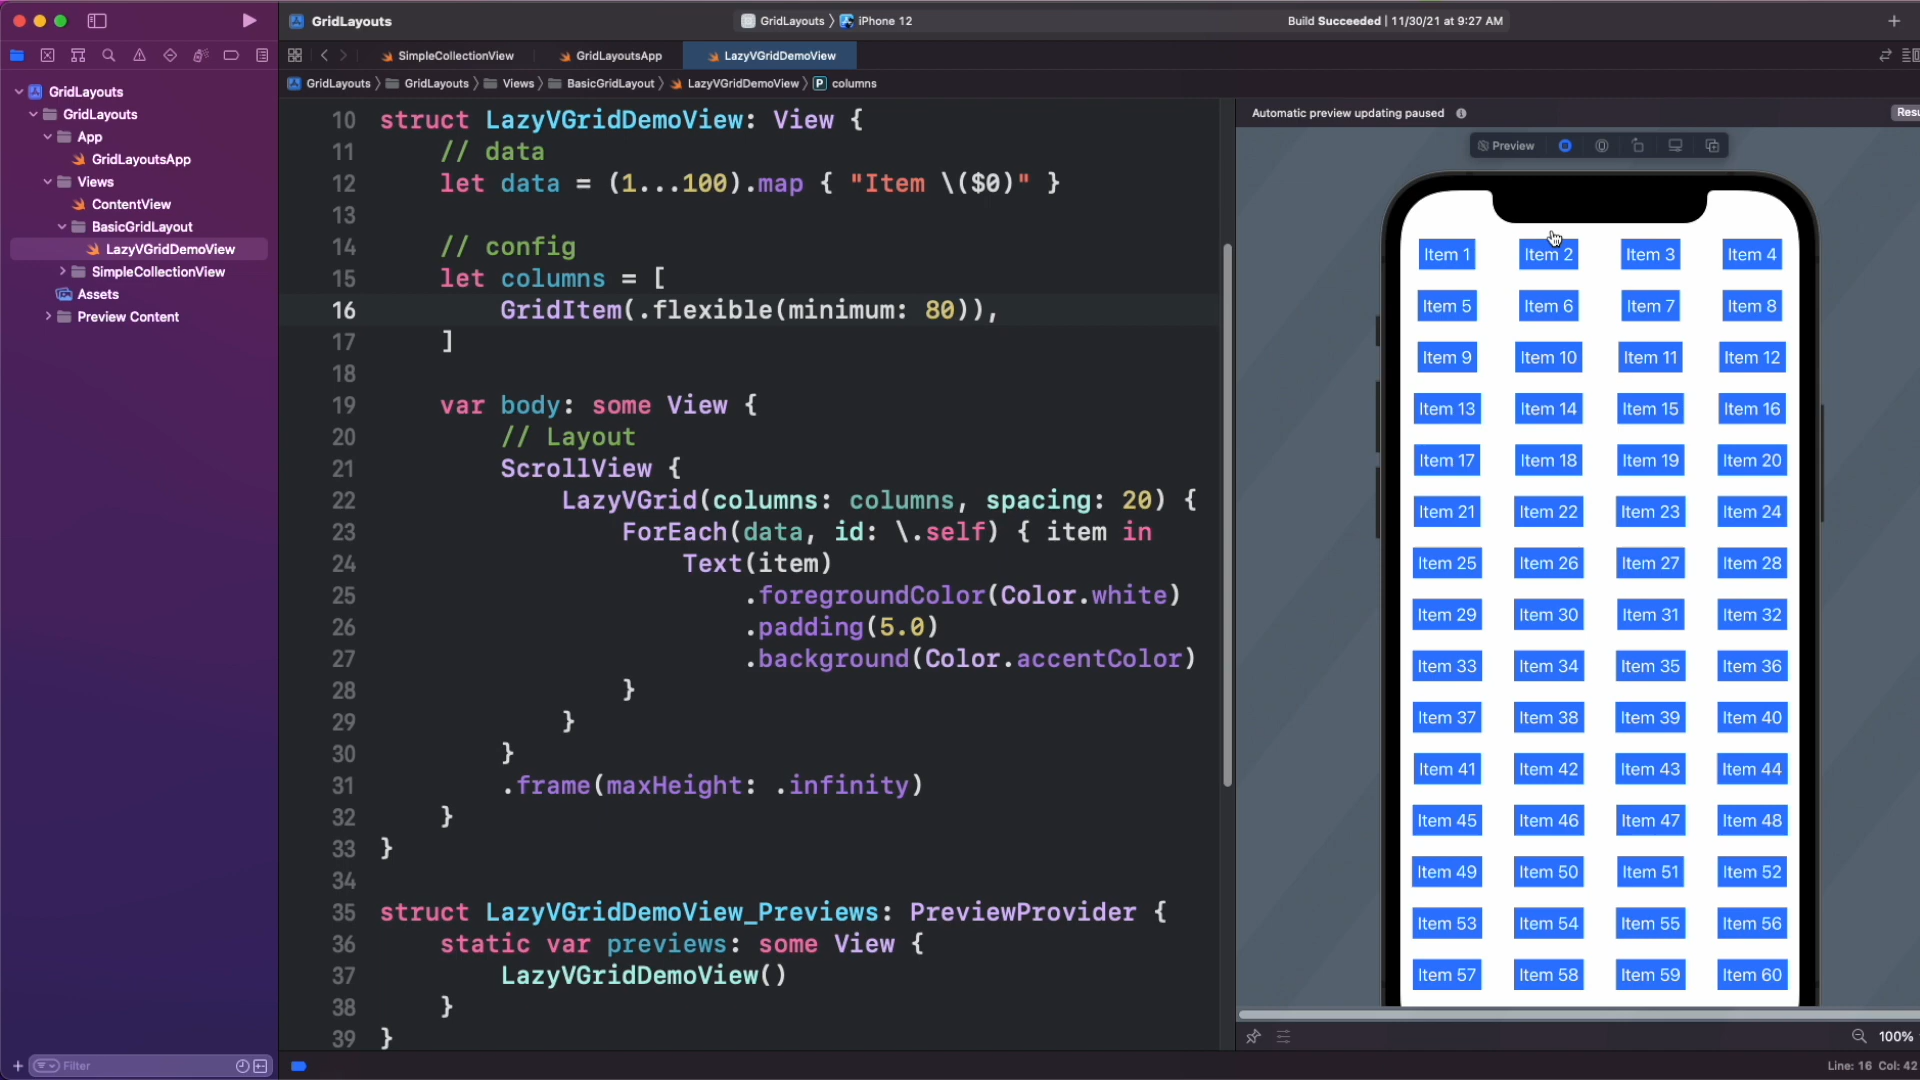 GridLayouts
GridLayouts
iPhone 12
Build Succeeded | 11/30/21 at 9:27 AM
SimpleCollectionView
GridLayoutsApp
LazyVGridDemoView
GridLayouts
GridLayouts
Views
BasicGridLayout
LazyVGridDemoView
P columns
GridLayouts
GridLayouts
App
GridLayoutsApp
Views
ContentView
BasicGridLayout
LazyVGridDemoView
SimpleCollectionView
Assets
Preview Content
Filter
10 struct LazyVGridDemoView: View {
11 // data
12 let data = (1...100).map { "Item \($0)" }
13
14 // config
15 let columns = [
16 GridItem(.flexible(minimum: 80)),
17 ]
18
19 var body: some View {
20 // Layout
21 ScrollView {
22 LazyVGrid(columns: columns, spacing: 20) {
23 ForEach(data, id: \.self) { item in
24 Text(item)
25 .foregroundColor(Color.white)
26 .padding(5.0)
27 .background(Color.accentColor)
28 }
29 }
30 }
31 .frame(maxHeight: .infinity)
32 }
33 }
34
35 struct LazyVGridDemoView_Previews: PreviewProvider {
36 static var previews: some View {
37 LazyVGridDemoView()
38 }
39 }
Automatic preview updating paused
Resu
Preview
Item 1 Item 2 Item 3 Item 4
Item 5 Item 6 Item 7 Item 8
Item 9 Item 10 Item 11 Item 12
Item 13 Item 14 Item 15 Item 16
Item 17 Item 18 Item 19 Item 20
Item 21 Item 22 Item 23 Item 24
Item 25 Item 26 Item 27 Item 28
Item 29 Item 30 Item 31 Item 32
Item 33 Item 34 Item 35 Item 36
Item 37 Item 38 Item 39 Item 40
Item 41 Item 42 Item 43 Item 44
Item 45 Item 46 Item 47 Item 48
Item 49 Item 50 Item 51 Item 52
Item 53 Item 54 Item 55 Item 56
Item 57 Item 58 Item 59 Item 60
100%
Line: 16 Col: 42